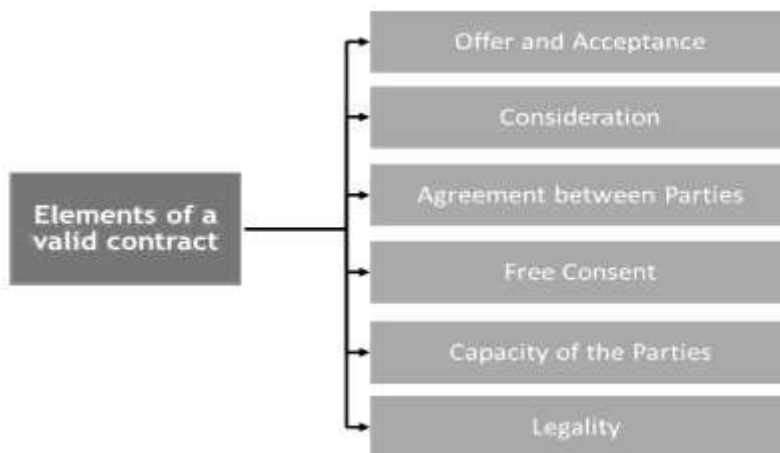 Elements of a
valid contract
Offer and Acceptance
Consideration
Agreement between Parties
Free Consent
Capacity of the Parties
Legality